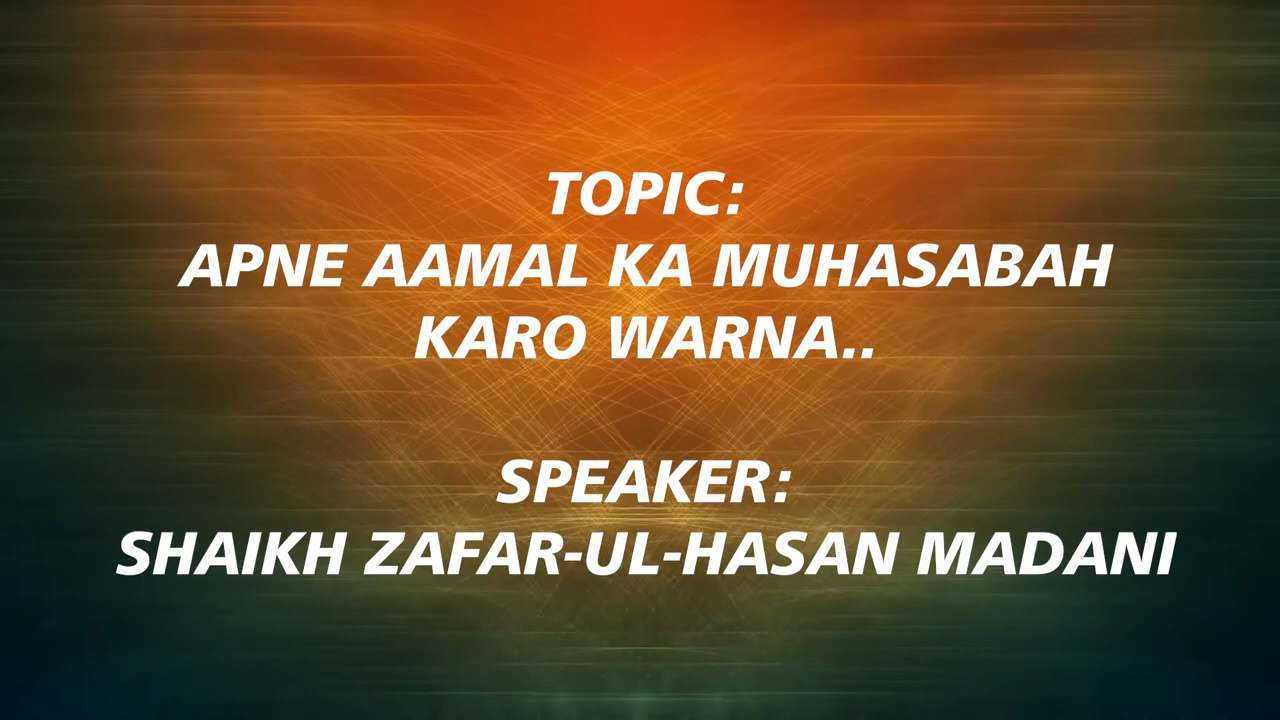 TOPIC:
APNE AAMAL KA MUHASABAH
KARO WARNA..
SPEAKER:
SHAIKH ZAFAR-UL-HASAN MADANI